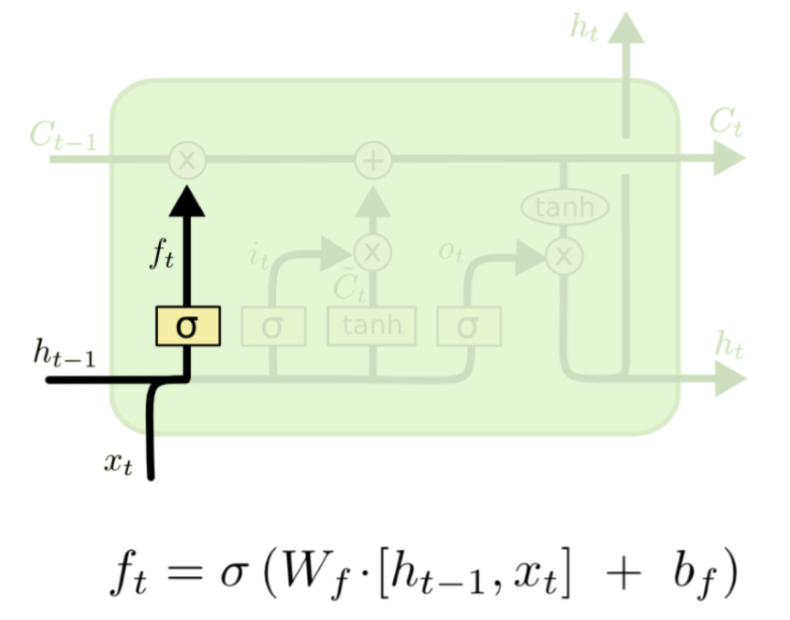 h_t
C_{t-1}
C_t
x
+
tanh
f_t
i_t
x
o_t
x
\tilde{C}_t
σ
σ
tanh
σ
h_{t-1}
h_t
x_t
f_t = σ (W_f · [h_{t-1}, x_t] + b_f)